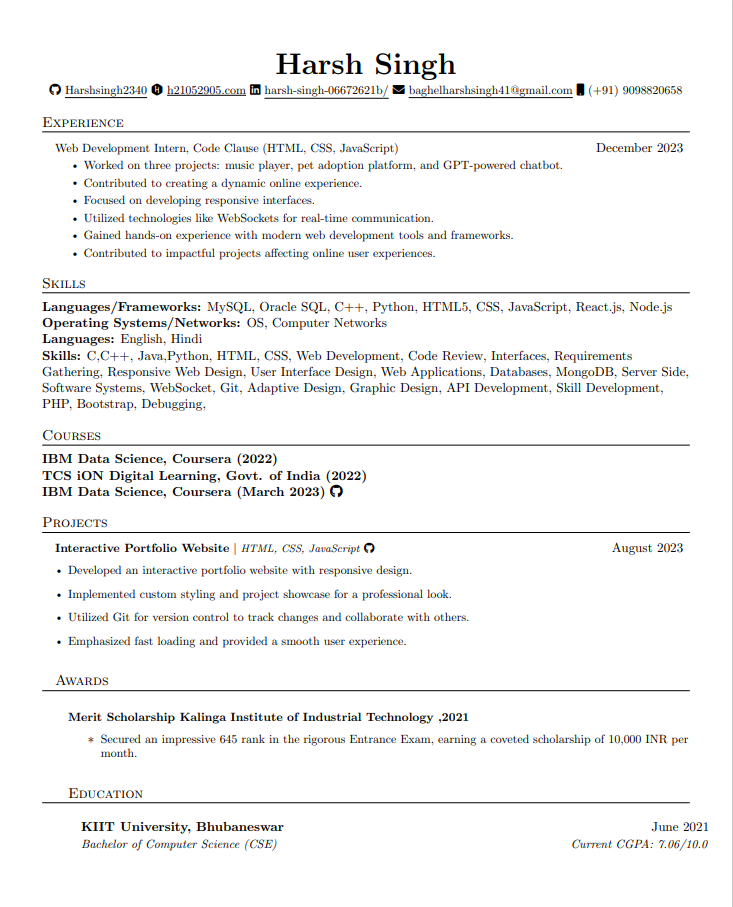 Harsh Singh
Harshsingh2340 h21052905.com harsh-singh-06672621b/ baghelharshsingh41@gmail.com (+91) 9098820658
Experience
Web Development Intern, Code Clause (HTML, CSS, JavaScript) December 2023
• Worked on three projects: music player, pet adoption platform, and GPT-powered chatbot.
• Contributed to creating a dynamic online experience.
• Focused on developing responsive interfaces.
• Utilized technologies like WebSockets for real-time communication.
• Gained hands-on experience with modern web development tools and frameworks.
• Contributed to impactful projects affecting online user experiences.
Skills
Languages/Frameworks: MySQL, Oracle SQL, C++, Python, HTML5, CSS, JavaScript, React.js, Node.js
Operating Systems/Networks: OS, Computer Networks
Languages: English, Hindi
Skills: C,C++, Java,Python, HTML, CSS, Web Development, Code Review, Interfaces, Requirements
Gathering, Responsive Web Design, User Interface Design, Web Applications, Databases, MongoDB, Server Side,
Software Systems, WebSocket, Git, Adaptive Design, Graphic Design, API Development, Skill Development,
PHP, Bootstrap, Debugging,
Courses
IBM Data Science, Coursera (2022)
TCS iON Digital Learning, Govt. of India (2022)
IBM Data Science, Coursera (March 2023)
Projects
Interactive Portfolio Website | HTML, CSS, JavaScript August 2023
• Developed an interactive portfolio website with responsive design.
• Implemented custom styling and project showcase for a professional look.
• Utilized Git for version control to track changes and collaborate with others.
• Emphasized fast loading and provided a smooth user experience.
Awards
Merit Scholarship Kalinga Institute of Industrial Technology ,2021
* Secured an impressive 645 rank in the rigorous Entrance Exam, earning a coveted scholarship of 10,000 INR per
month.
Education
KIIT University, Bhubaneswar June 2021
Bachelor of Computer Science (CSE) Current CGPA: 7.06/10.0